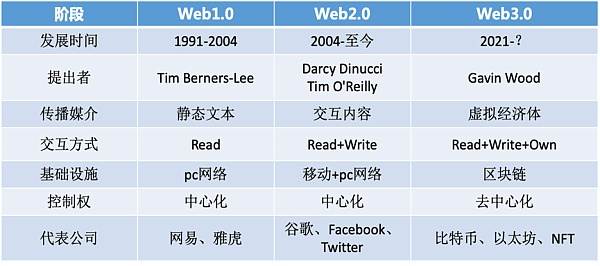 阶段 Web1.0 Web2.0 Web3.0
发展时间 1991-2004 2004-至今 2021-？
提出者 Tim Berners-Lee Darcy Dinucci Gavin Wood
Tim O'Reilly
传播媒介 静态文本 交互内容 虚拟经济体
交互方式 Read Read+Write Read+Write+Own
基础设施 pc网络 移动+pc网络 区块链
控制权 中心化 中心化 去中心化
代表公司 网易、雅虎 谷歌、Facebook、 比特币、以太坊、NFT
Twitter